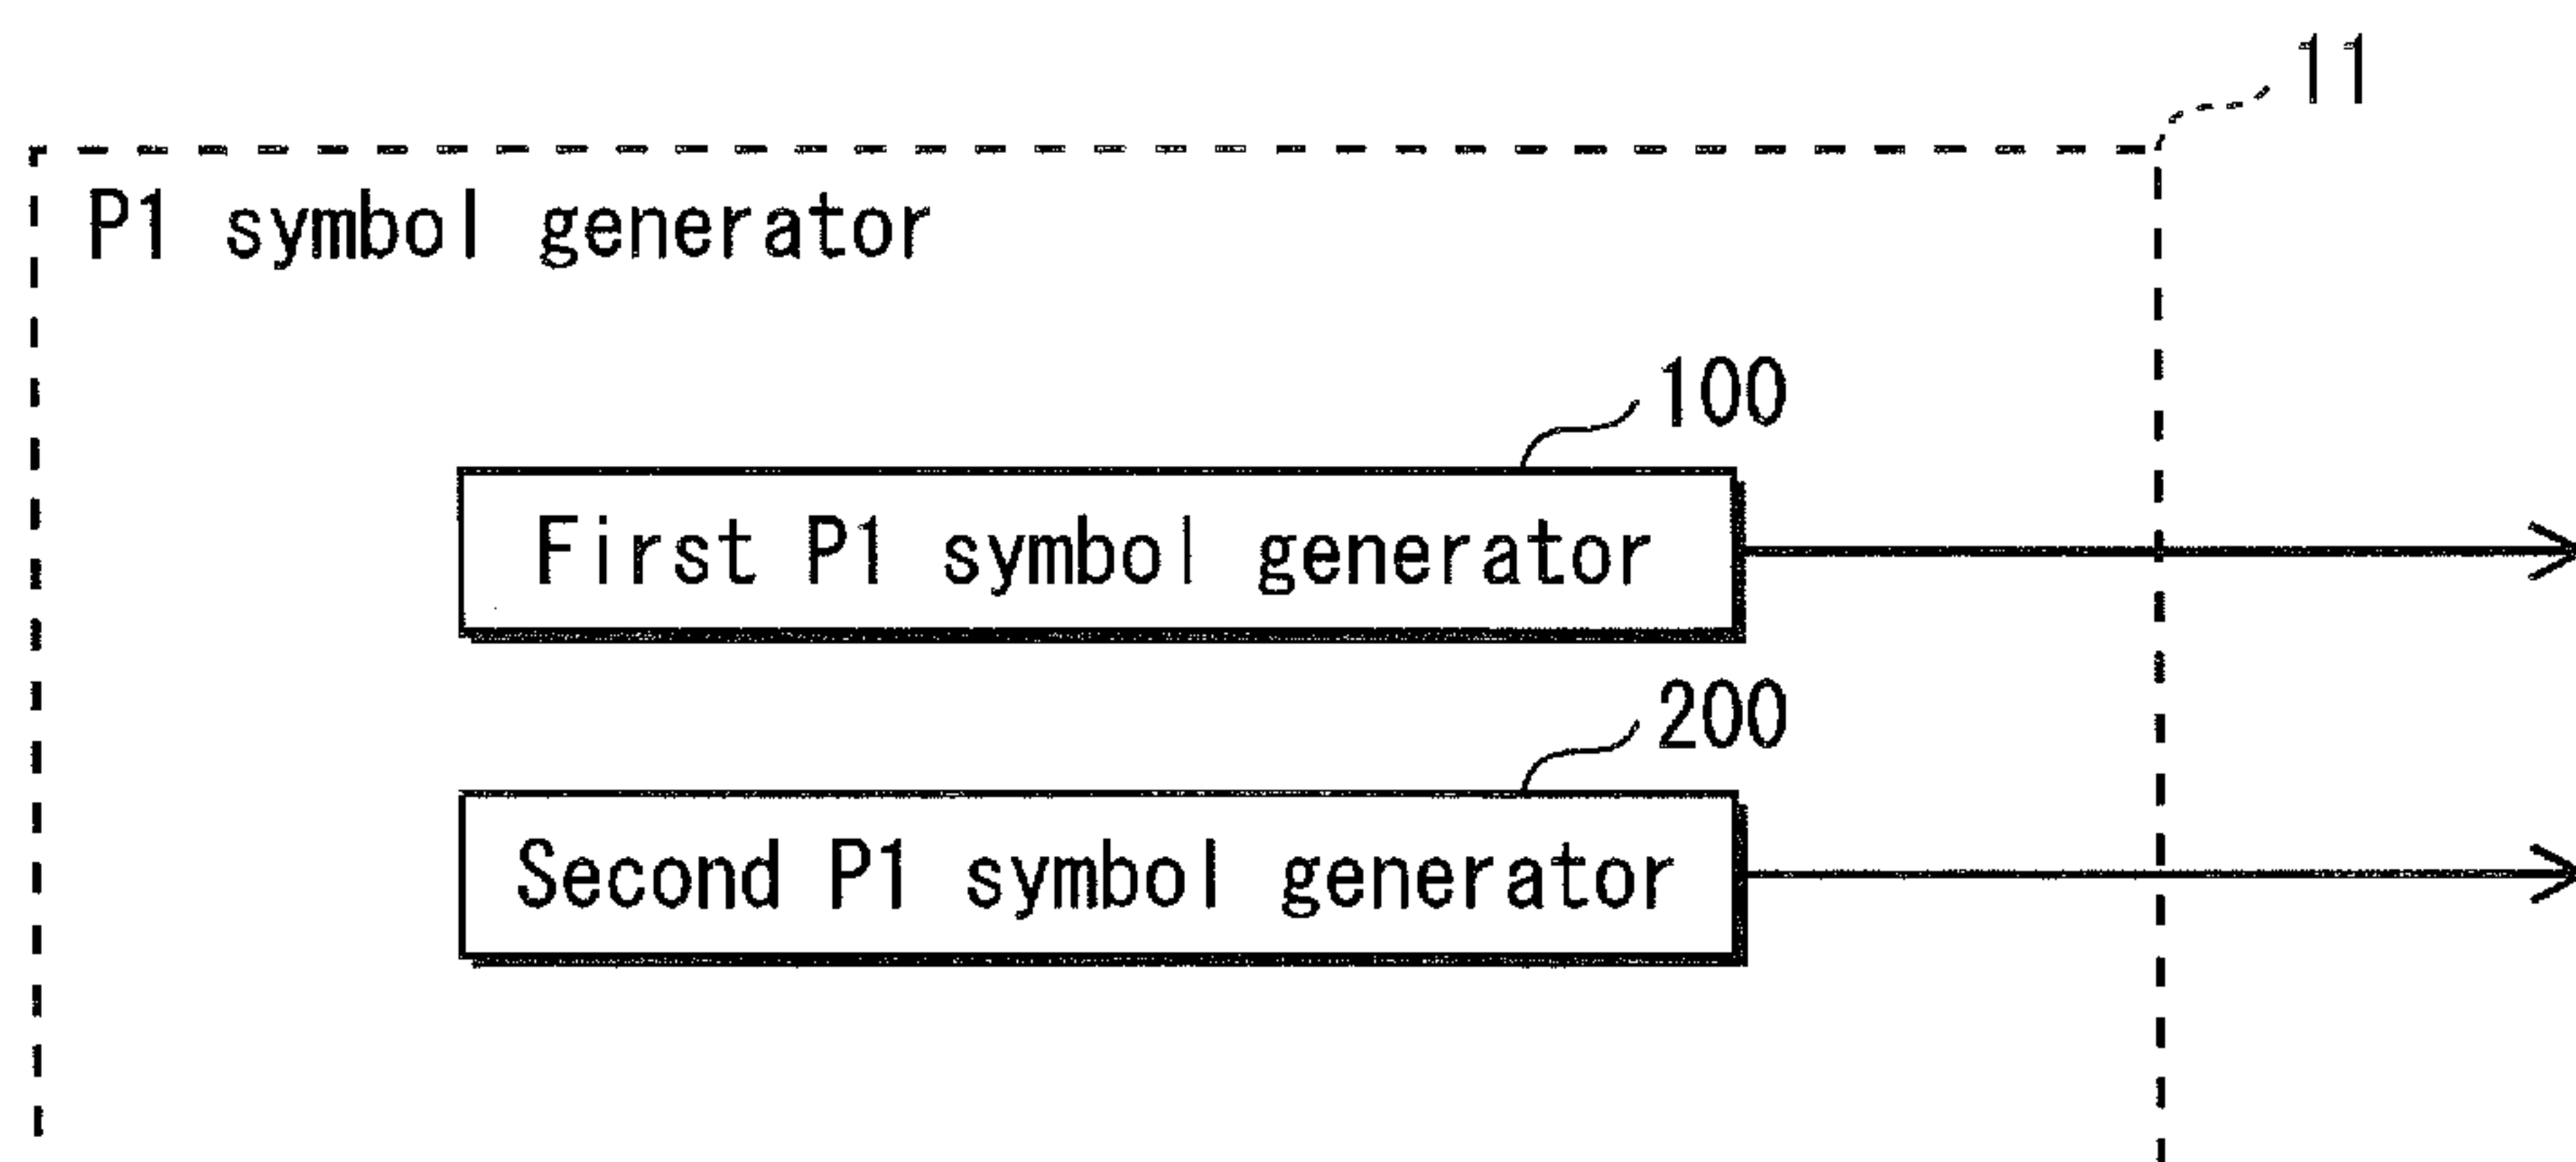 11
P1 symbol generator
100
First P1 symbol generator
200
Second P1 symbol generator